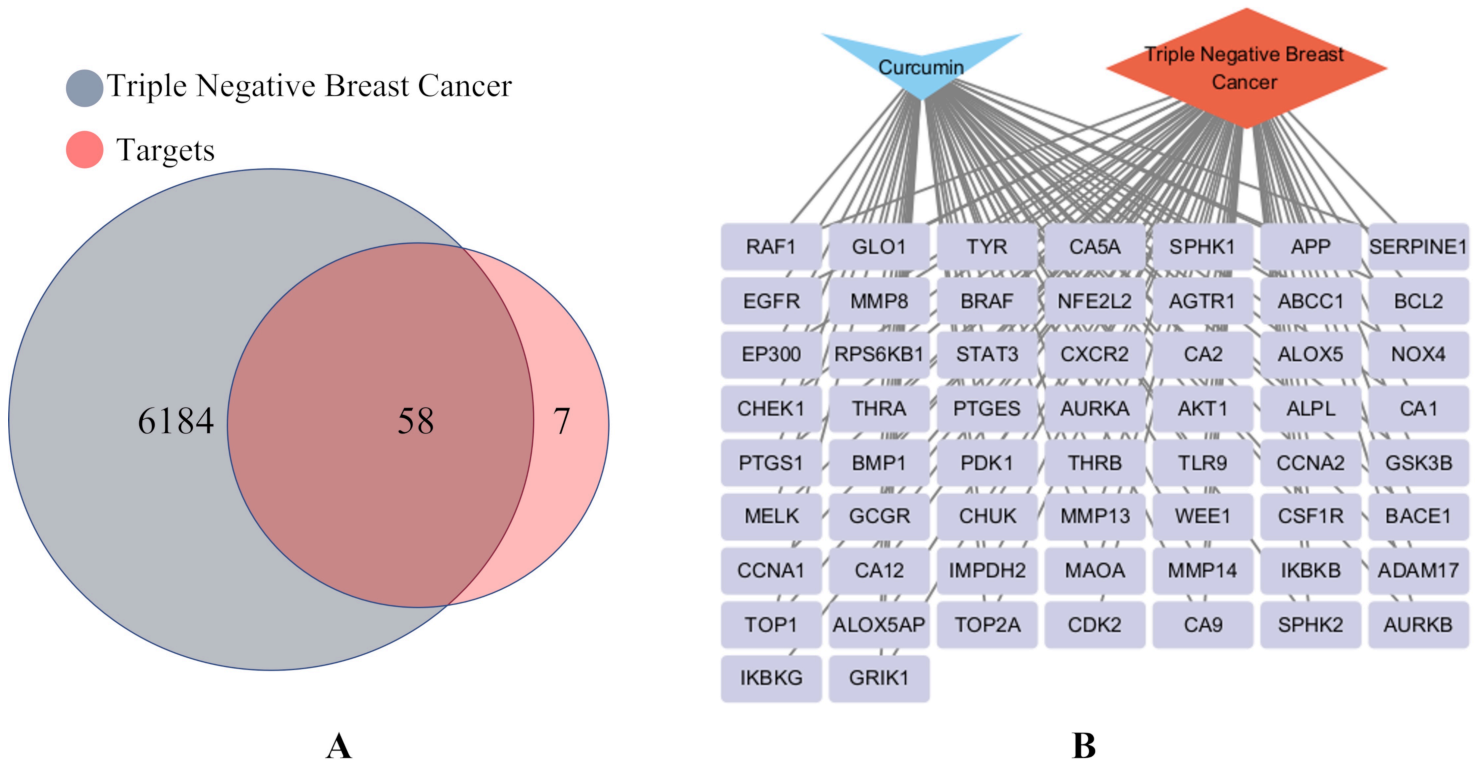 Triple Negative Breast Cancer
Targets
6184
58
7
A
Curcumin
Triple Negative Breast
Cancer
RAF1 GLO1 TYR CA5A SPHK1 APP SERPINE1
EGFR MMP8 BRAF NFE2L2 AGTR1 ABCC1 BCL2
EP300 RPS6KB1 STAT3 CXCR2 CA2 ALOX5 NOX4
CHEK1 THRA PTGES AURKA AKT1 ALPL CA1
PTGS1 BMP1 PDK1 THRB TLR9 CCNA2 GSK3B
MELK GCGR CHUK MMP13 WEE1 CSF1R BACE1
CCNA1 CA12 IMPDH2 MAOA MMP14 IKBKB ADAM17
TOP1 ALOX5AP TOP2A CDK2 CA9 SPHK2 AURKB
IKBKG GRIK1
B